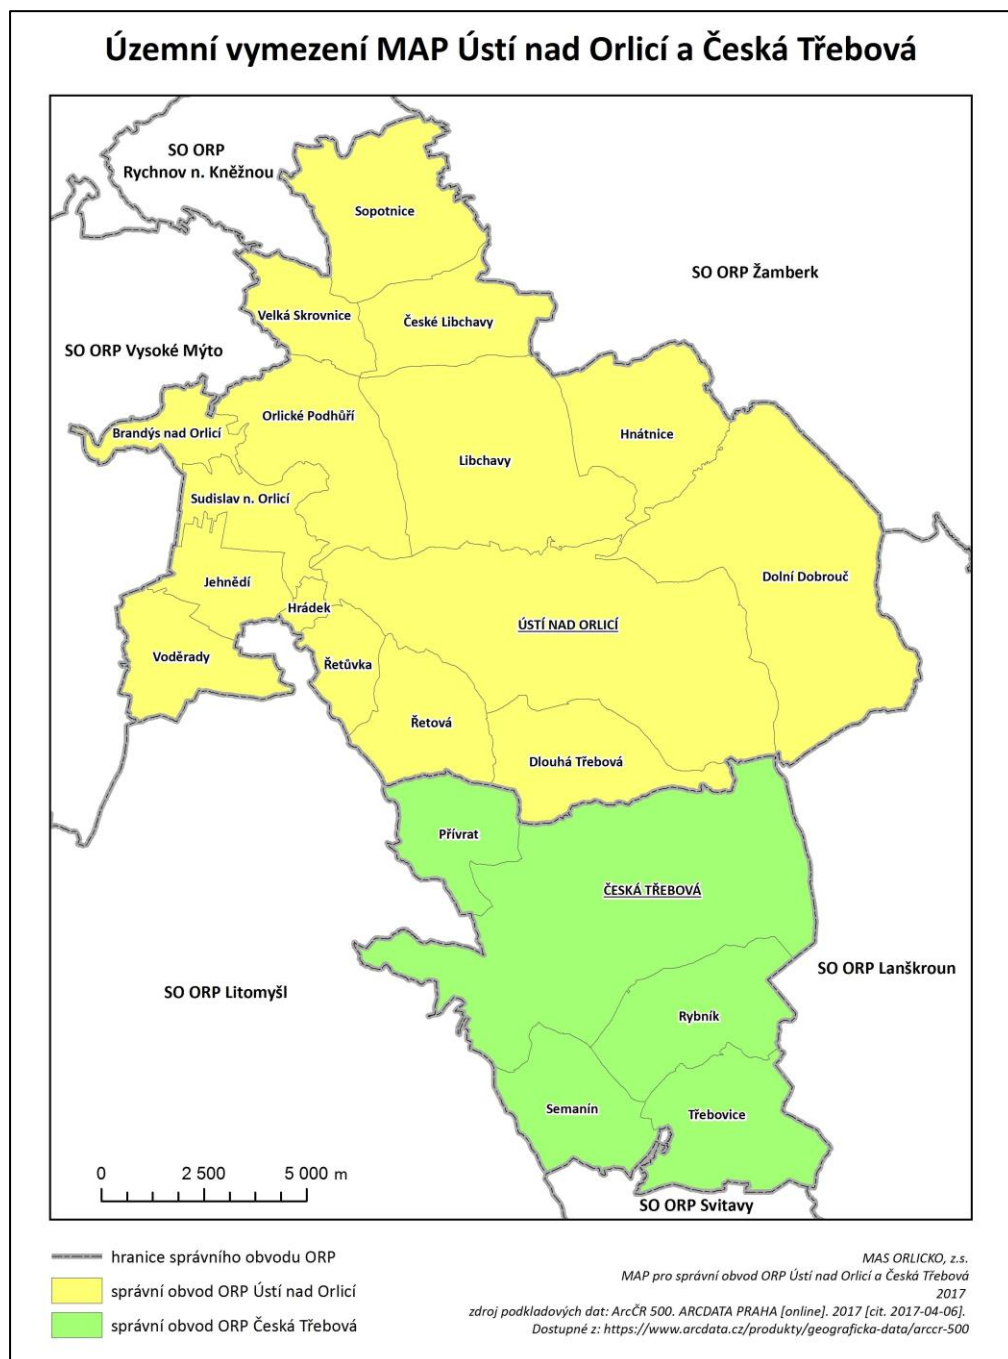 Územní vymezení MAP Ústí nad Orlicí a Česká Třebová
SO ORP
Rychnov n. Kněžnou
Sopotnice
SO ORP Žamberk
Velká Skrovnice
České Libchavy
SO ORP Vysoké Mýto
Orlické Podhůří
Brandýs nad Orlicí
Hnátnice
Libchavy
Sudislav n. Orlicí
Dolní Dobrouč
Jehnědí
Hrádek
ÚSTÍ NAD ORLICÍ
Voděrady
Řetůvka
Řetová
Dlouhá Třebová
Přívrat
ČESKÁ TŘEBOVÁ
SO ORP Lanškroun
SO ORP Litomyšl
Rybník
Semanín
Třebovice
0 2 500 5 000 m
SO ORP Svitavy
hranice správního obvodu ORP
správní obvod ORP Ústí nad Orlicí
správní obvod ORP Česká Třebová
MAS ORLICKO, z.s.
MAP pro správní obvod ORP Ústí nad Orlicí a Česká Třebová
2017
zdroj podkladových dat: ArcČR 500. ARCDATA PRAHA [online]. 2017 [cit. 2017-04-06].
Dostupné z: https://www.arcdata.cz/produkty/geograficka-data/arccr-500